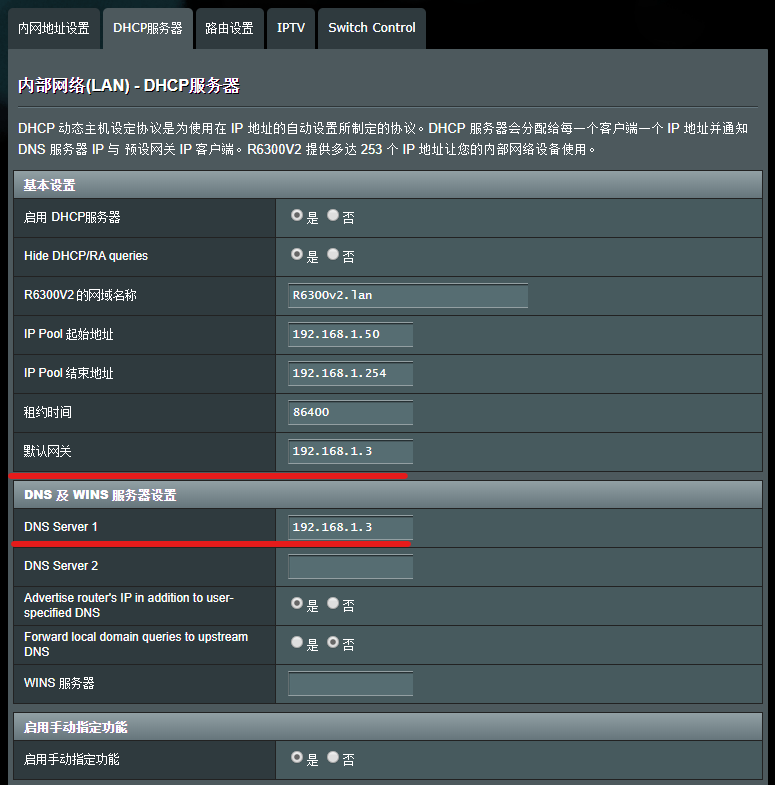 内网地址设置 DHCP服务器 路由设置 IPTV Switch Control
内部网络(LAN) - DHCP服务器
DHCP 动态主机设定协议是为使用在 IP 地址的自动设置所制定的协议。DHCP 服务器会分配给每一个客户端一个 IP 地址并通知
DNS 服务器 IP 与 预设网关 IP 客户端。R6300V2 提供多达 253 个 IP 地址让您的内部网络设备使用。
基本设置
启用 DHCP服务器 是 否
Hide DHCP/RA queries 是 否
R6300V2 的网域名称 R6300v2.lan
IP Pool 起始地址 192.168.1.50
IP Pool 结束地址 192.168.1.254
租约时间 86400
默认网关 192.168.1.3
DNS 及 WINS 服务器设置
DNS Server 1 192.168.1.3
DNS Server 2
Advertise router's IP in addition to user-
specified DNS 是 否
Forward local domain queries to upstream
DNS 是 否
WINS 服务器
启用手动指定功能
启用手动指定功能 是 否